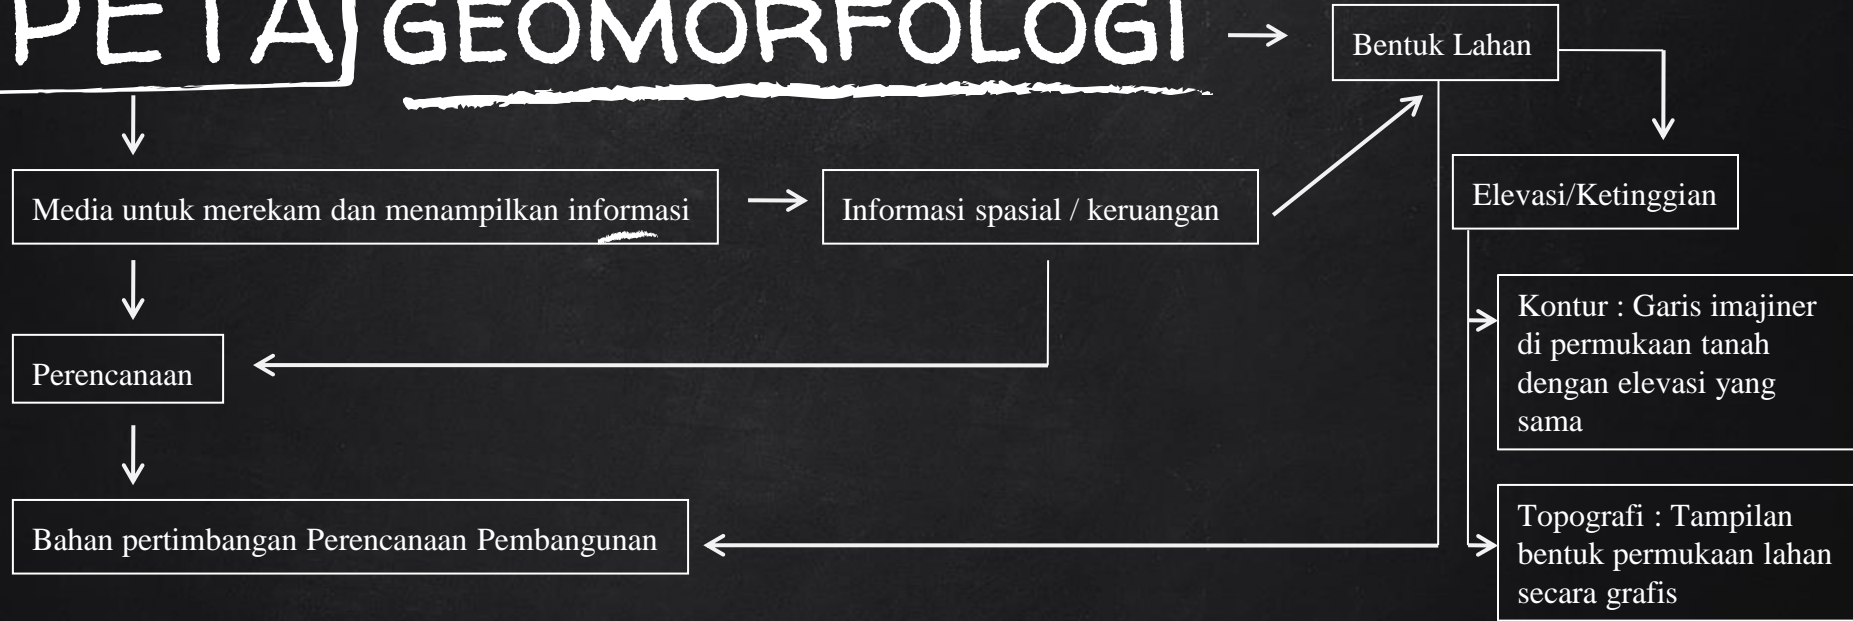 PETA GEOMORFOLOGI
Bentuk Lahan
Media untuk merekam dan menampilkan informasi
Informasi spasial / keruangan
Elevasi/Ketinggian
Kontur : Garis imajiner
di permukaan tanah
dengan elevasi yang
sama
Perencanaan
Bahan pertimbangan Perencanaan Pembangunan
Topografi : Tampilan
bentuk permukaan lahan
secara grafis